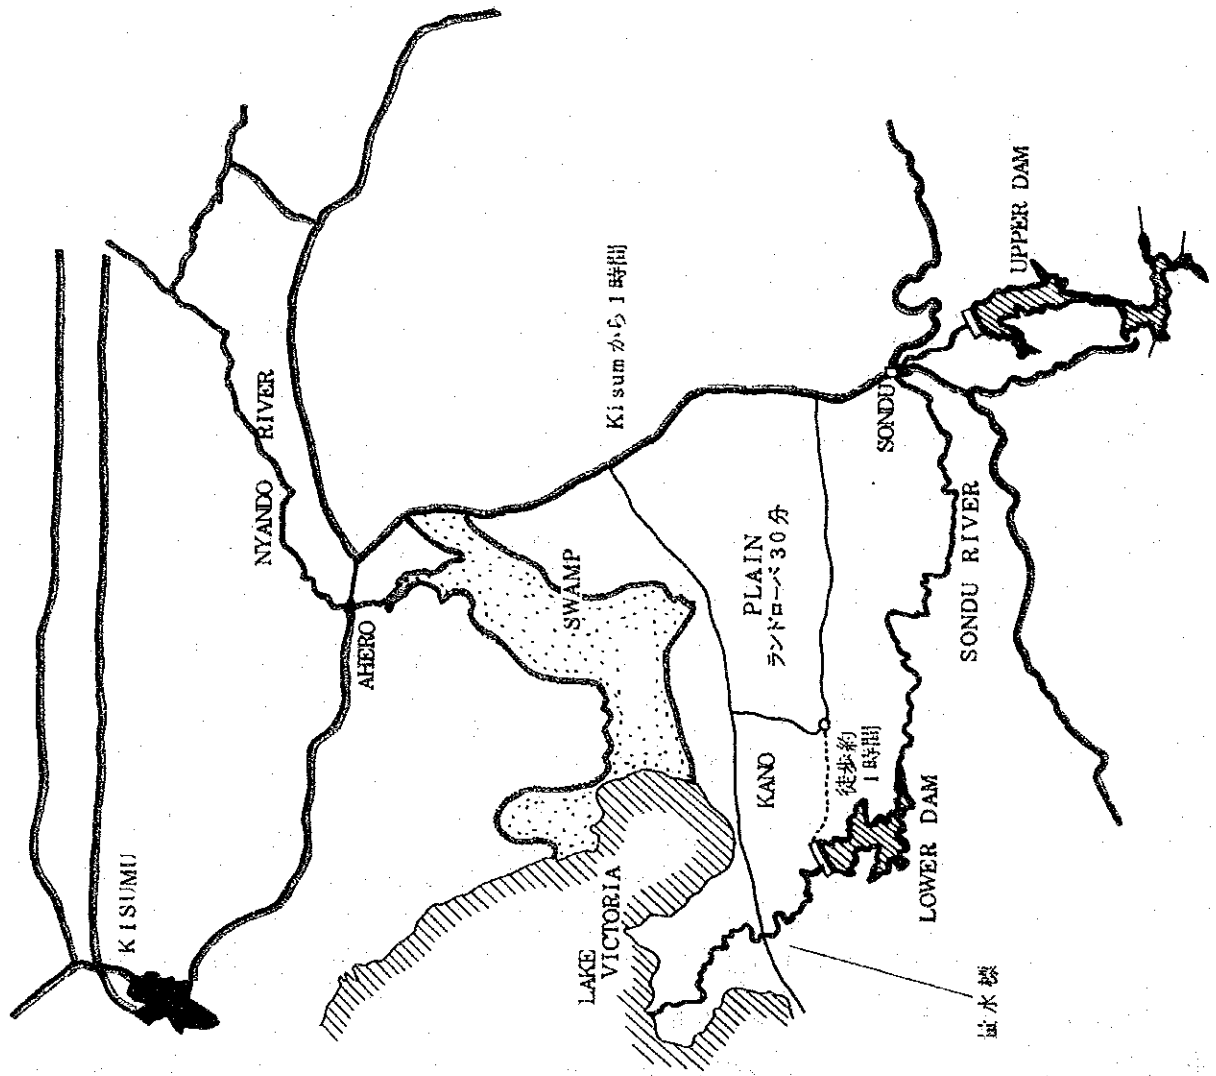 KISUMU
NYANDO RIVER
AHERO
Kisumから1時間
SWAMP
LAKE
VICTORIA
KANO PLAIN
ランドローバ30分
徒歩約
1時間
SONDU
UPPER DAM
SONDU RIVER
LOWER DAM
量水標